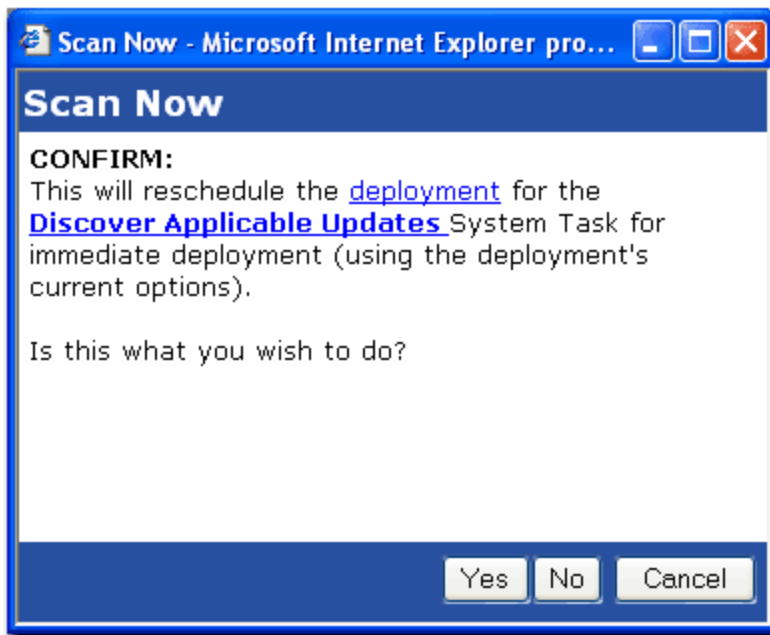 Scan Now - Microsoft Internet Explorer pro...
Scan Now
CONFIRM:
This will reschedule the deployment for the
Discover Applicable Updates System Task for
immediate deployment (using the deployment's
current options).
Is this what you wish to do?
Yes No Cancel